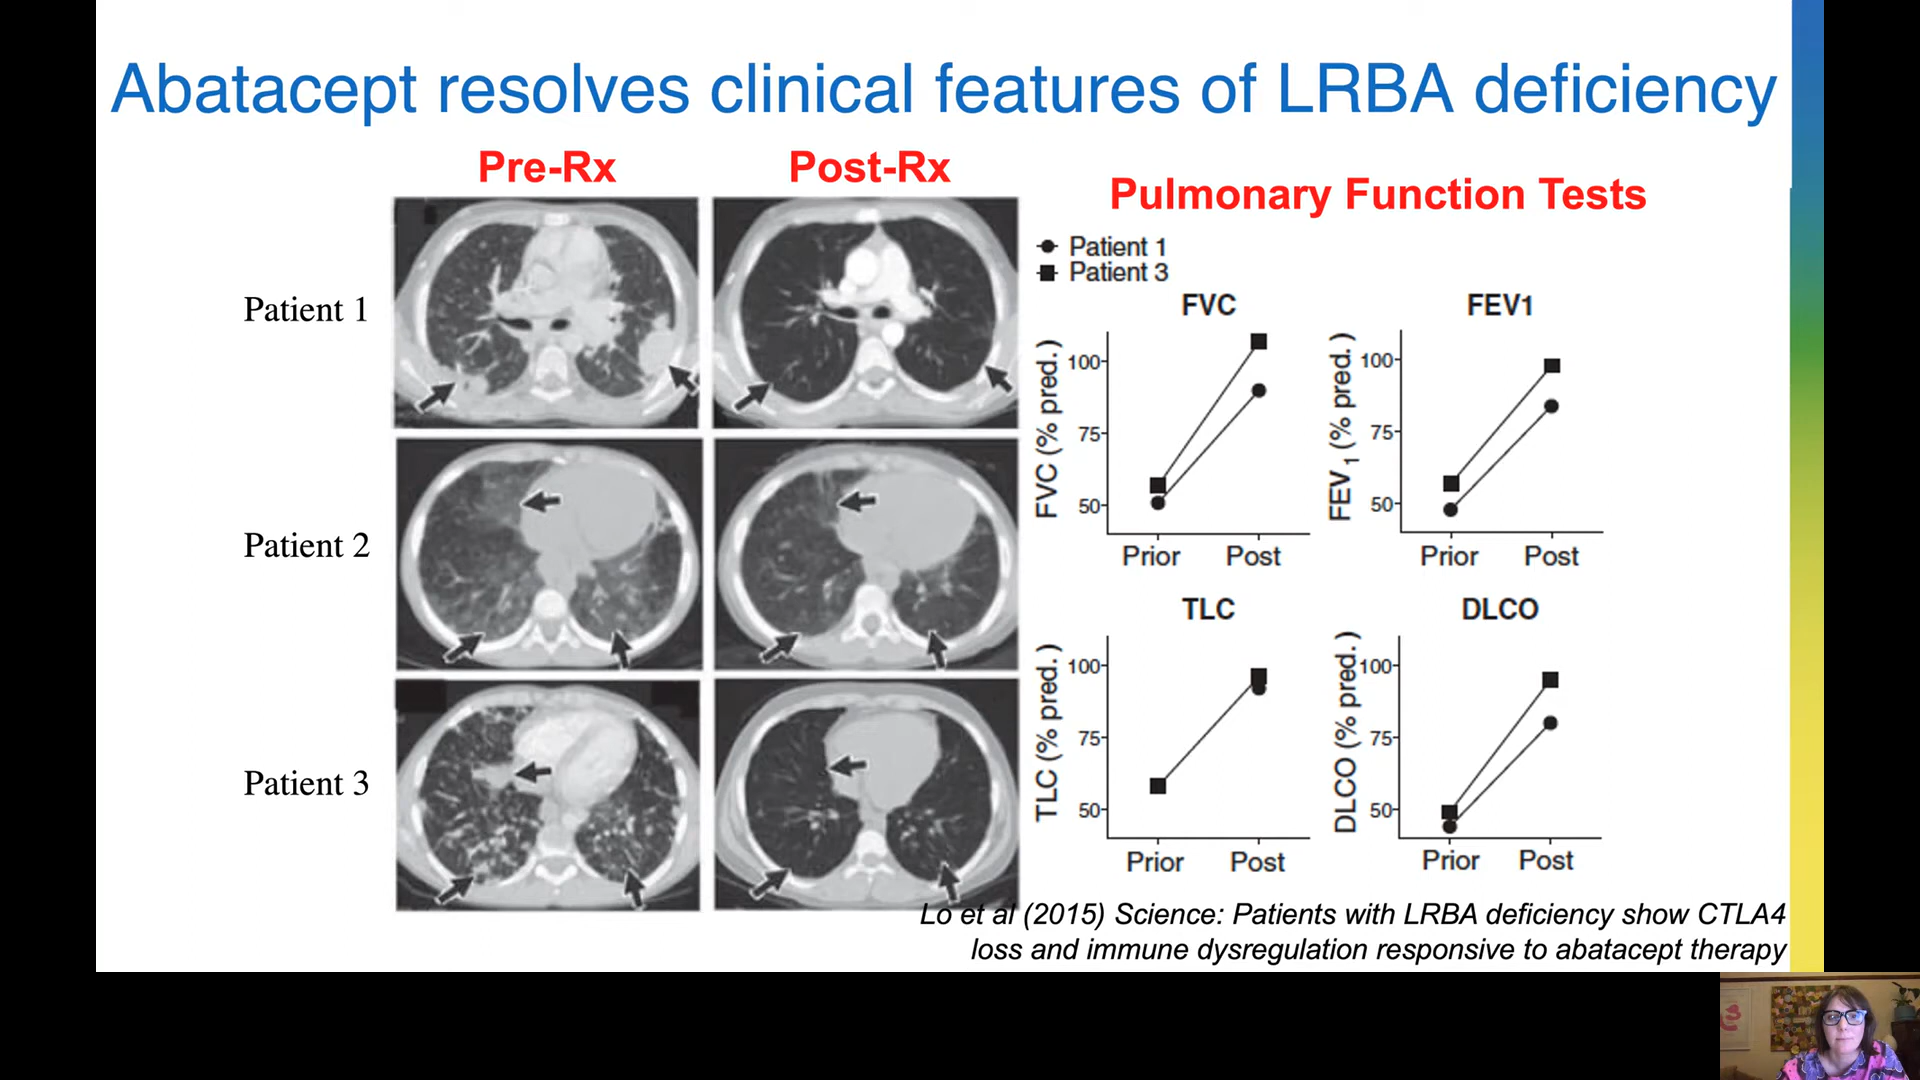 Abatacept resolves clinical features of LRBA deficiency
Pre-Rx
Post-Rx
Patient 1
Patient 2
Patient 3
Pulmonary Function Tests
Patient 1
Patient 3
FVC
FVC (% pred.)
100
75
50
Prior
Post
FEV1
FEV 1 (% pred.)
100
75
50
Prior
Post
TLC
TLC (% pred.)
100
75
50
Prior
Post
DLCO
DLCO (% pred.)
100
75
50
Prior
Post
Lo et al (2015) Science: Patients with LRBA deficiency show CTLA4
loss and immune dysregulation responsive to abatacept therapy